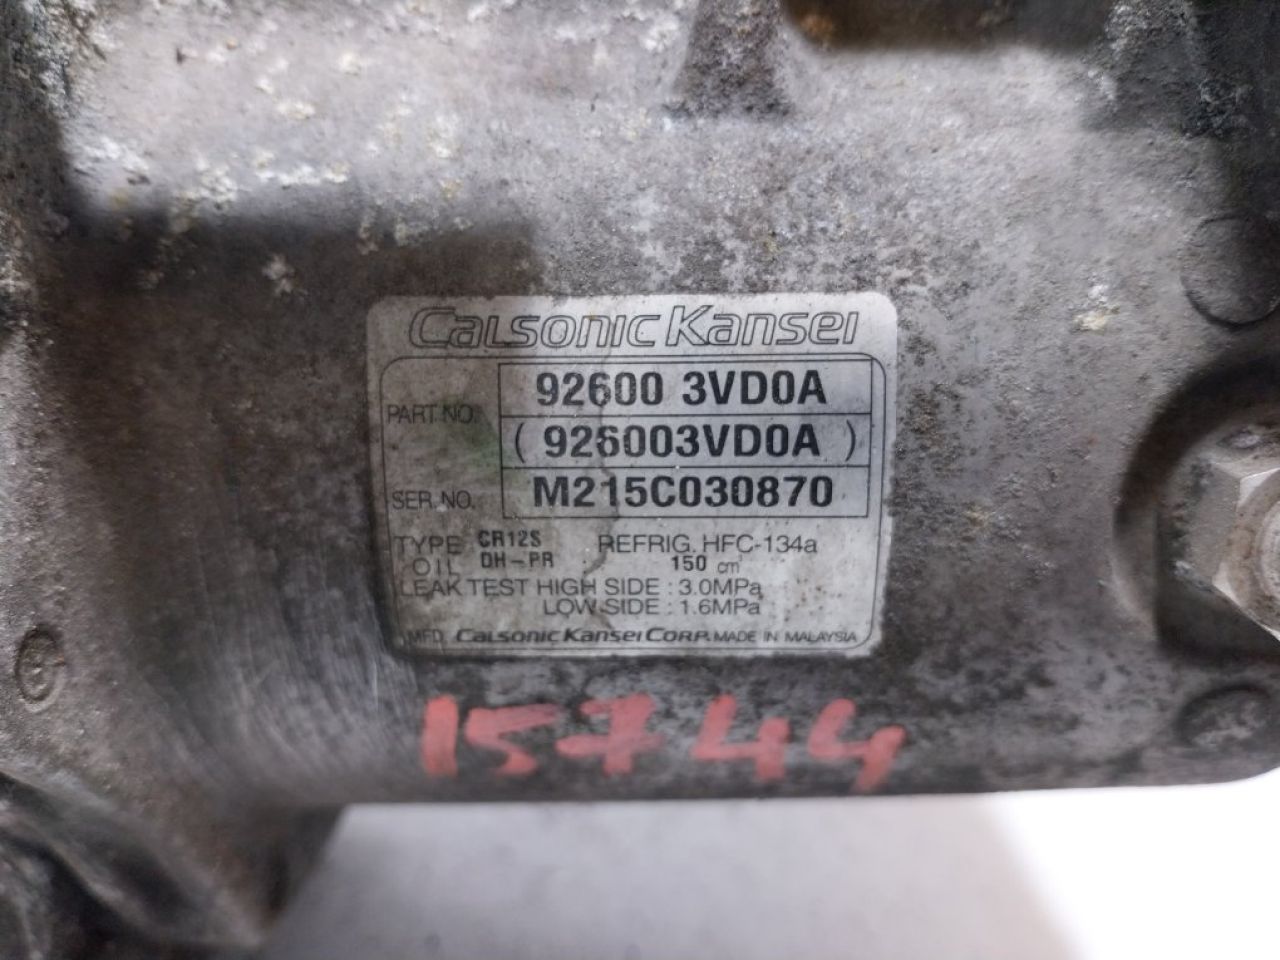 Calsonic Kansei
PART NO. 92600 3VD0A
( 926003VD0A )
SER. NO. M215C030870
TYPE CR12S REFRIG. HFC-134a
OIL DH-PR 150 cm³
LEAK TEST HIGH SIDE : 3.0MPa
LOW SIDE : 1.6MPa
MFD. Calsonic Kansei Corp. MADE IN MALAYSIA
15744